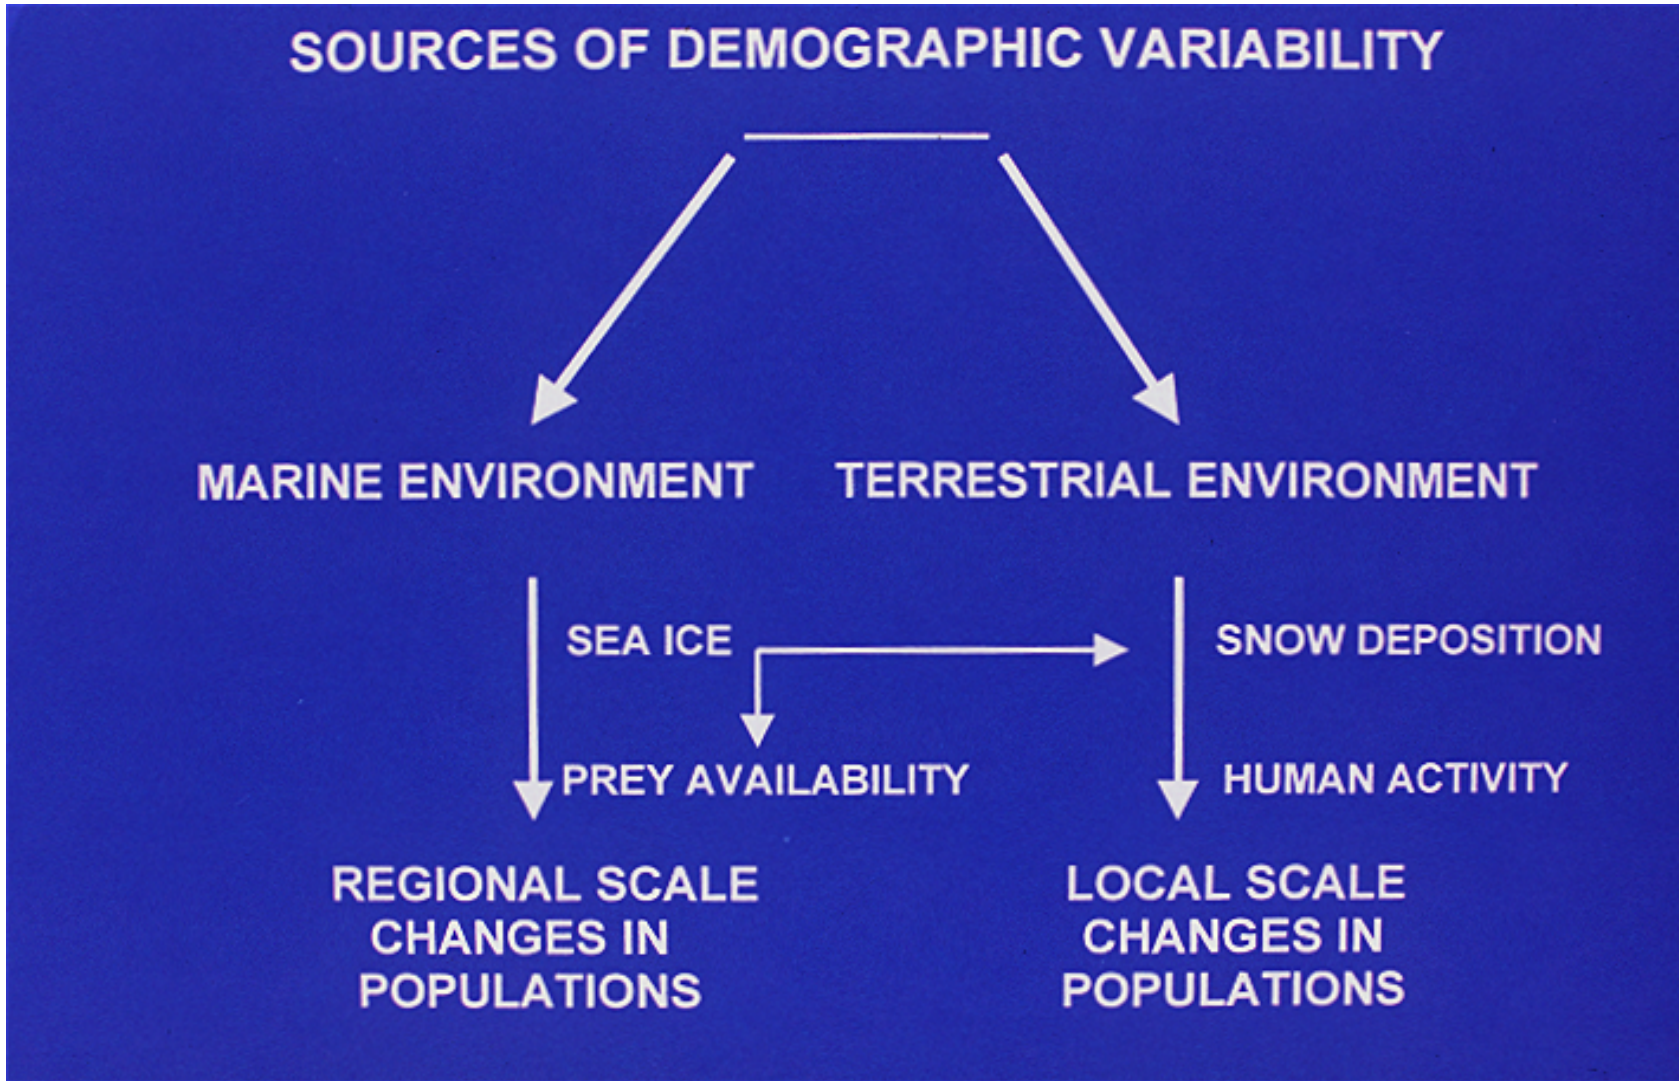 SOURCES OF DEMOGRAPHIC VARIABILITY
MARINE ENVIRONMENT
TERRESTRIAL ENVIRONMENT
SEA ICE
SNOW DEPOSITION
PREY AVAILABILITY
HUMAN ACTIVITY
REGIONAL SCALE
CHANGES IN
POPULATIONS
LOCAL SCALE
CHANGES IN
POPULATIONS